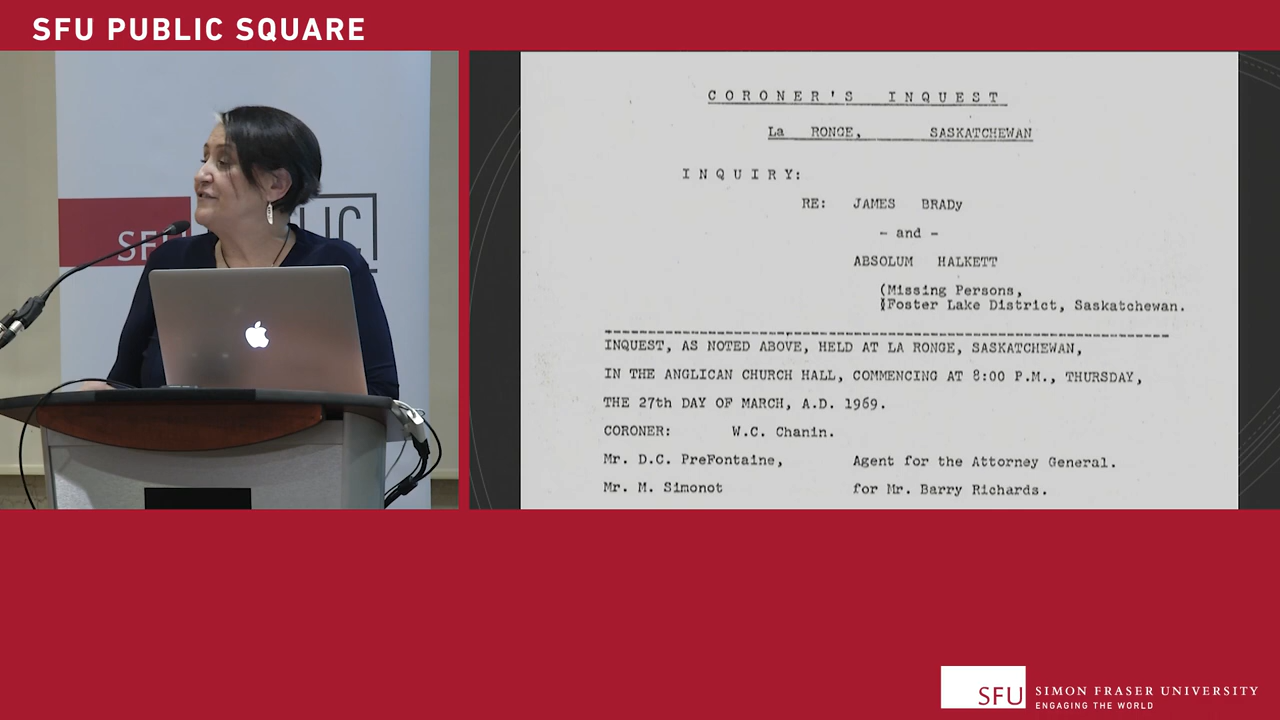 SFU PUBLIC SQUARE
SF
LIC
CORONER'S INQUEST
La RONGE, SASKATCHEWAN
INQUIRY:
RE: JAMES BRADy
- and -
ABSOLUM HALKETT
(Missing Persons,
Foster Lake District, Saskatchewan.
INQUEST, AS NOTED ABOVE, HELD AT LA RONGE, SASKATCHEWAN,
IN THE ANGLICAN CHURCH HALL, COMMENCING AT 8:00 P.M., THURSDAY,
THE 27th DAY OF MARCH, A.D. 1969.
CORONER: W.C. Chanin.
Mr. D.C. PreFontaine, Agent for the Attorney General.
Mr. M. Simonot for Mr. Barry Richards.
SFU SIMON FRASER UNIVERSITY
ENGAGING THE WORLD